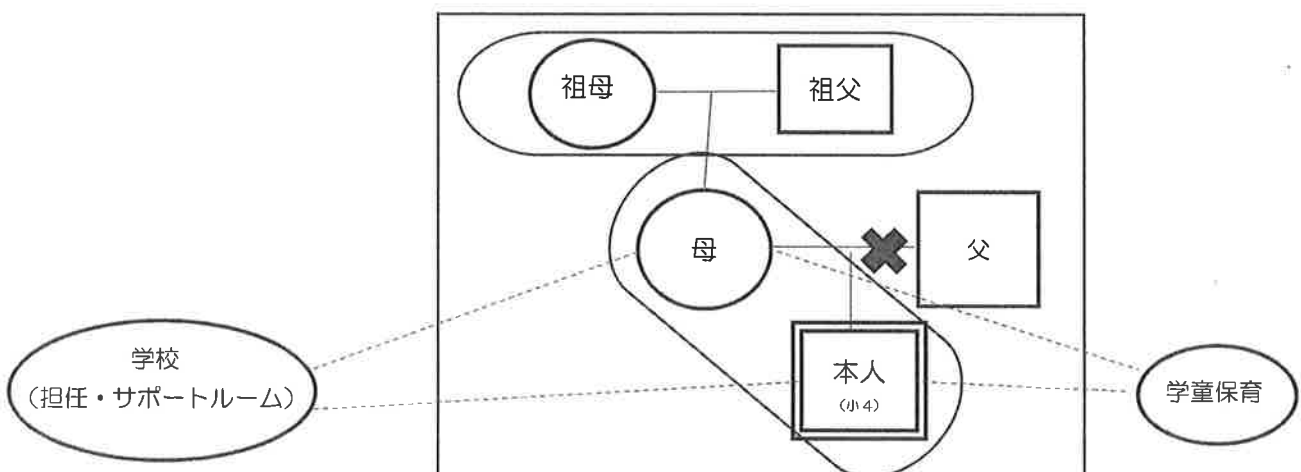 祖母
祖父
母
父
学校
(担任・サポートルーム)
本人
(小4)
学童保育